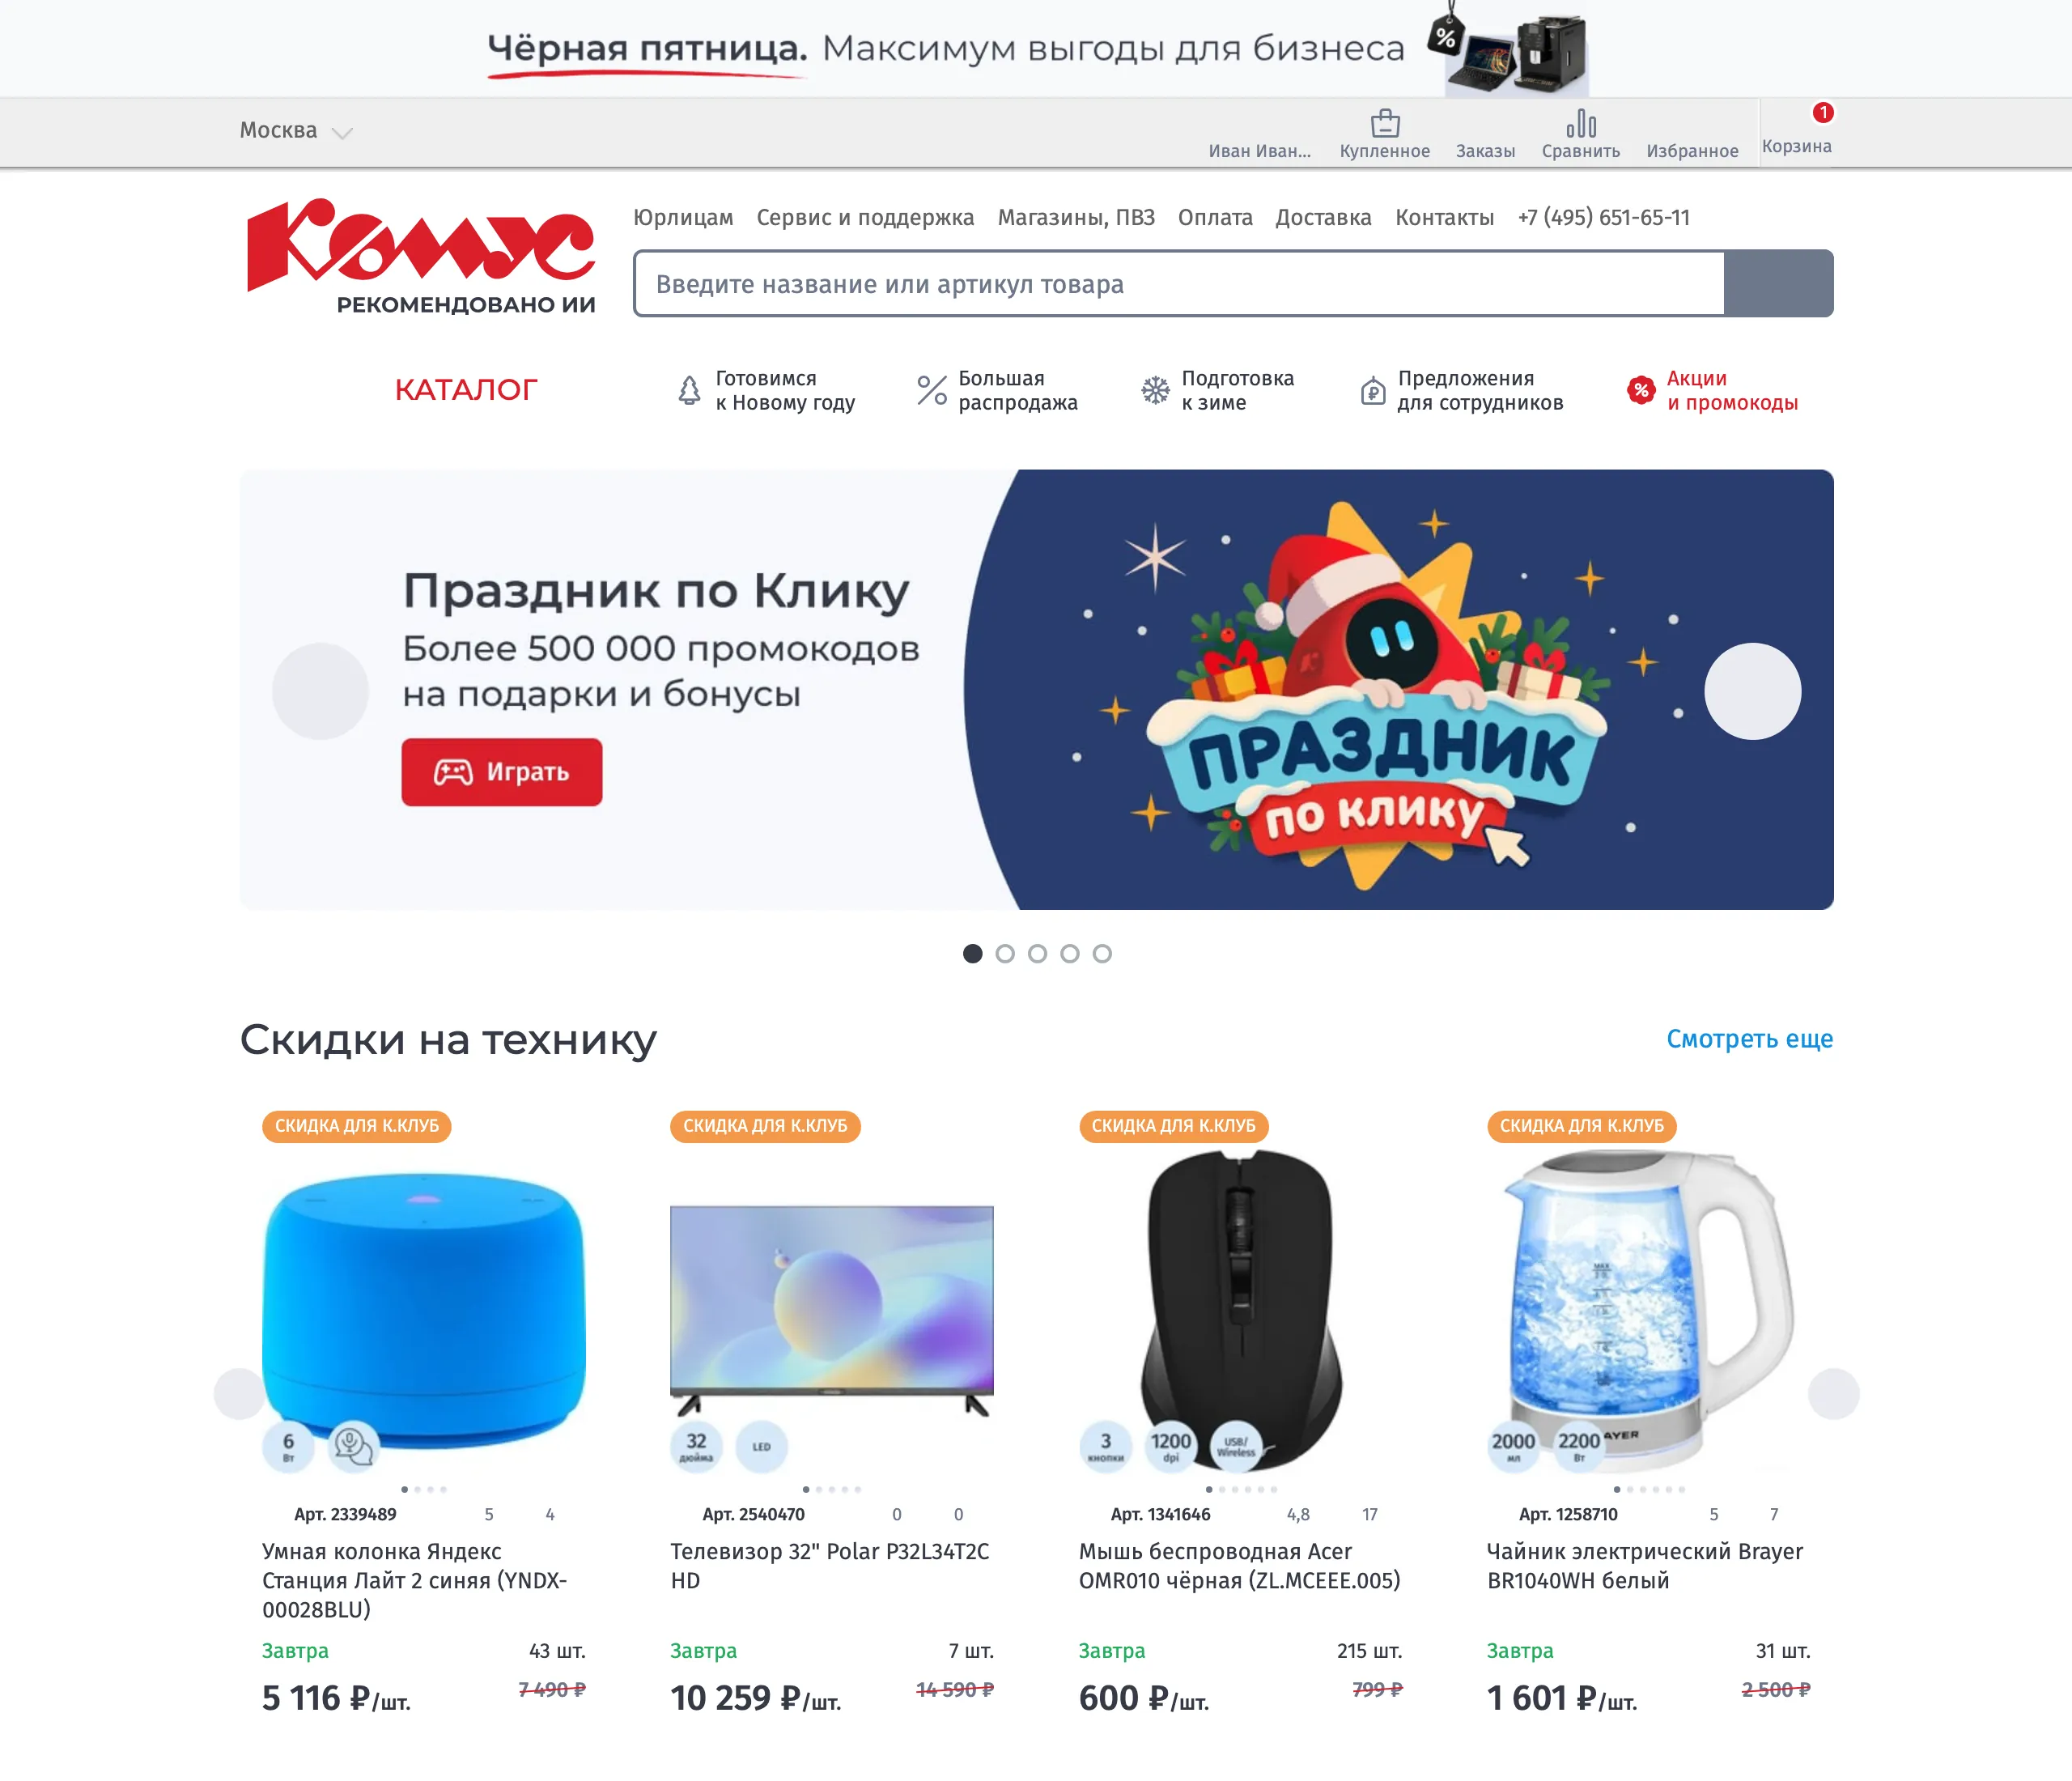 Чёрная пятница. Максимум выгоды для бизнеса
%
Москва
Иван Иван...
Купленное
Заказы
Сравнить
Избранное
Корзина
1
Комус
РЕКОМЕНДОВАНО ИИ
Юрлицам Сервис и поддержка Магазины, ПВЗ Оплата Доставка Контакты +7 (495) 651-65-11
Введите название или артикул товара
КАТАЛОГ
Готовимся
к Новому году
Большая
распродажа
Подготовка
к зиме
Предложения
для сотрудников
%
Акции
и промокоды
Праздник по Клику
Более 500 000 промокодов
на подарки и бонусы
Играть
ПРАЗДНИК
ПО КЛИКУ
Скидки на технику
Смотреть еще
СКИДКА ДЛЯ К.КЛУБ
6
Вт
Арт. 2339489 5 4
Умная колонка Яндекс
Станция Лайт 2 синяя (YNDX-
00028BLU)
Завтра 43 шт.
5 116 ₽/шт. 7 490 ₽
СКИДКА ДЛЯ К.КЛУБ
32
дюйма
LED
Арт. 2540470 0 0
Телевизор 32" Polar P32L34T2C
HD
Завтра 7 шт.
10 259 ₽/шт. 14 590 ₽
СКИДКА ДЛЯ К.КЛУБ
3
кнопки
1200
dpi
USB/
Wireless
Арт. 1341646 4,8 17
Мышь беспроводная Acer
OMR010 чёрная (ZL.MCEEE.005)
Завтра 215 шт.
600 ₽/шт. 799 ₽
СКИДКА ДЛЯ К.КЛУБ
MAX
2000
мл
2200
Вт
AYER
Арт. 1258710 5 7
Чайник электрический Brayer
BR1040WH белый
Завтра 31 шт.
1 601 ₽/шт. 2 500 ₽